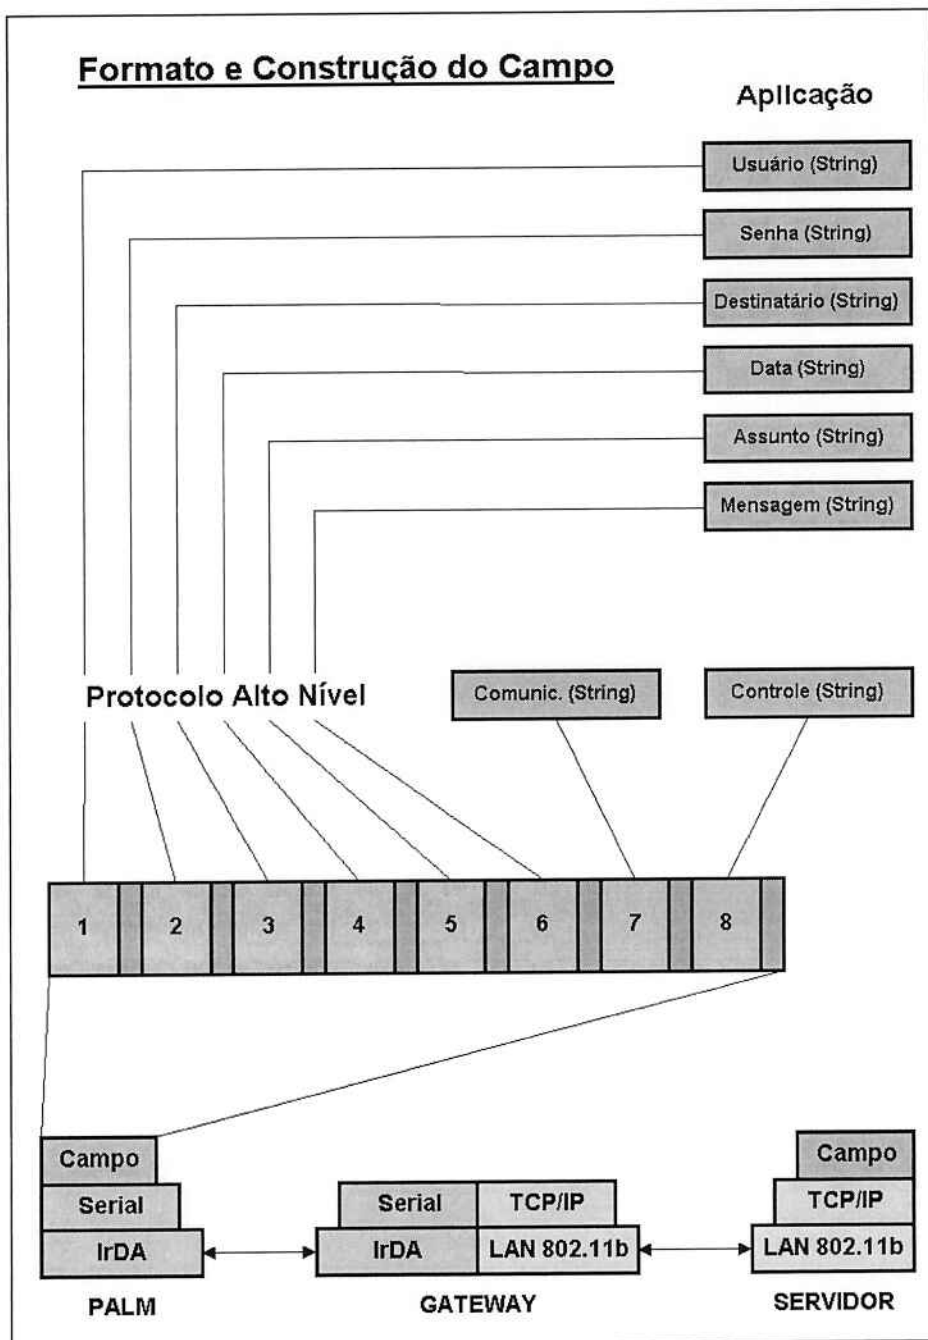 Formato e Construção do Campo
Aplicação
Usuário (String)
Senha (String)
Destinatário (String)
Data (String)
Assunto (String)
Mensagem (String)
Protocolo Alto Nível
Comunic. (String)
Controle (String)
1 2 3 4 5 6 7 8
Campo
Serial
IrDA
PALM
Serial TCP/IP
IrDA LAN 802.11b
GATEWAY
Campo
TCP/IP
LAN 802.11b
SERVIDOR